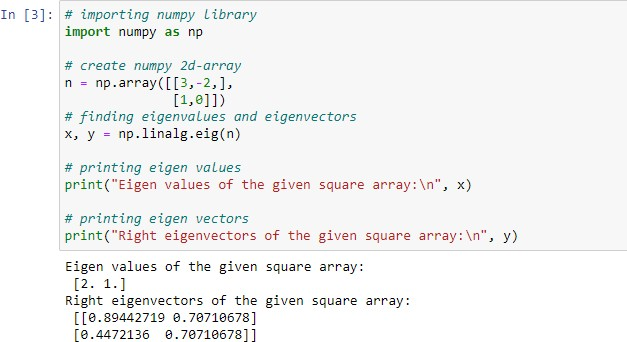 In [3]: # importing numpy library
import numpy as np
# create numpy 2d-array
n = np.array([[3,-2,],
[1,0]])
# finding eigenvalues and eigenvectors
x, y = np.linalg.eig(n)
# printing eigen values
print("Eigen values of the given square array:\n", x)
# printing eigen vectors
print("Right eigenvectors of the given square array:\n", y)
Eigen values of the given square array:
[2. 1.]
Right eigenvectors of the given square array:
[[0.89442719 0.70710678]
[0.4472136  0.70710678]]